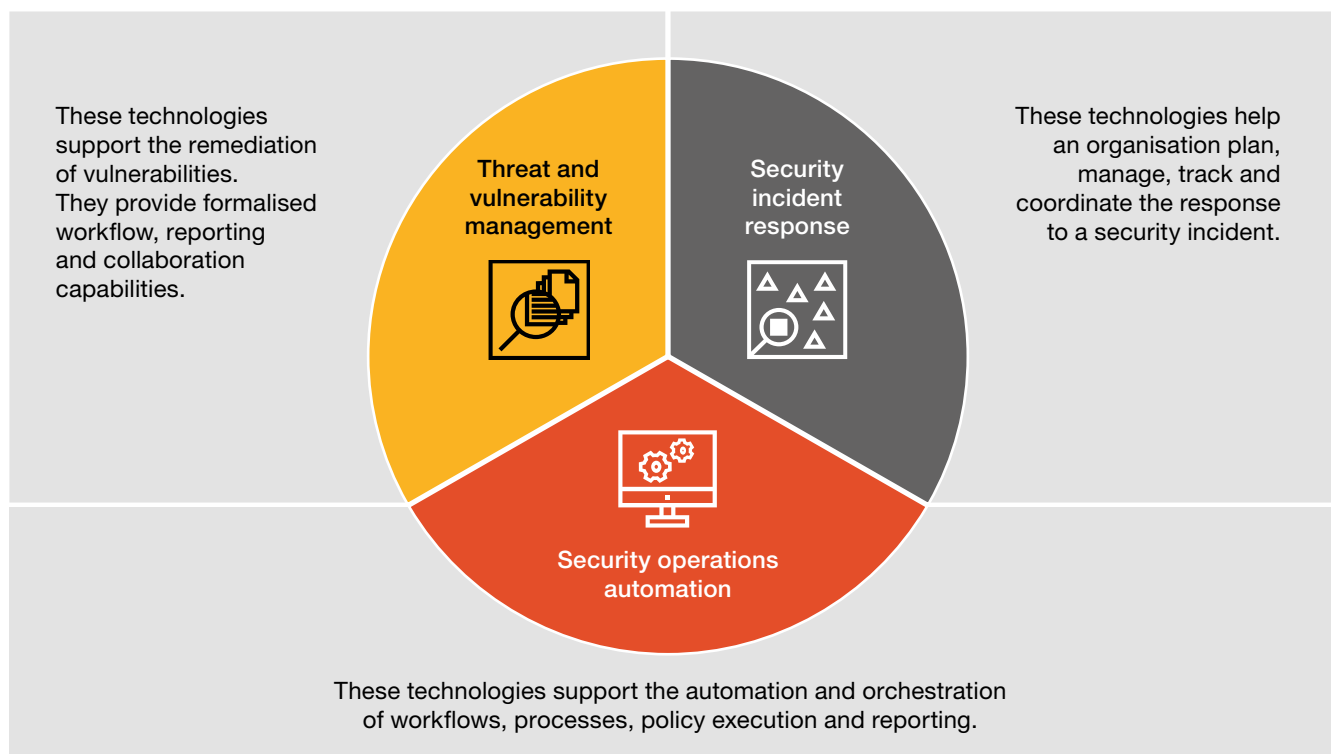 These technologies
support the remediation
of vulnerabilities.
They provide formalised
workflow, reporting
and collaboration
capabilities.
Threat and
vulnerability
management
Security
incident
response
These technologies help
an organisation plan,
manage, track and
coordinate the response
to a security incident.
Security operations
automation
These technologies support the automation and orchestration
of workflows, processes, policy execution and reporting.